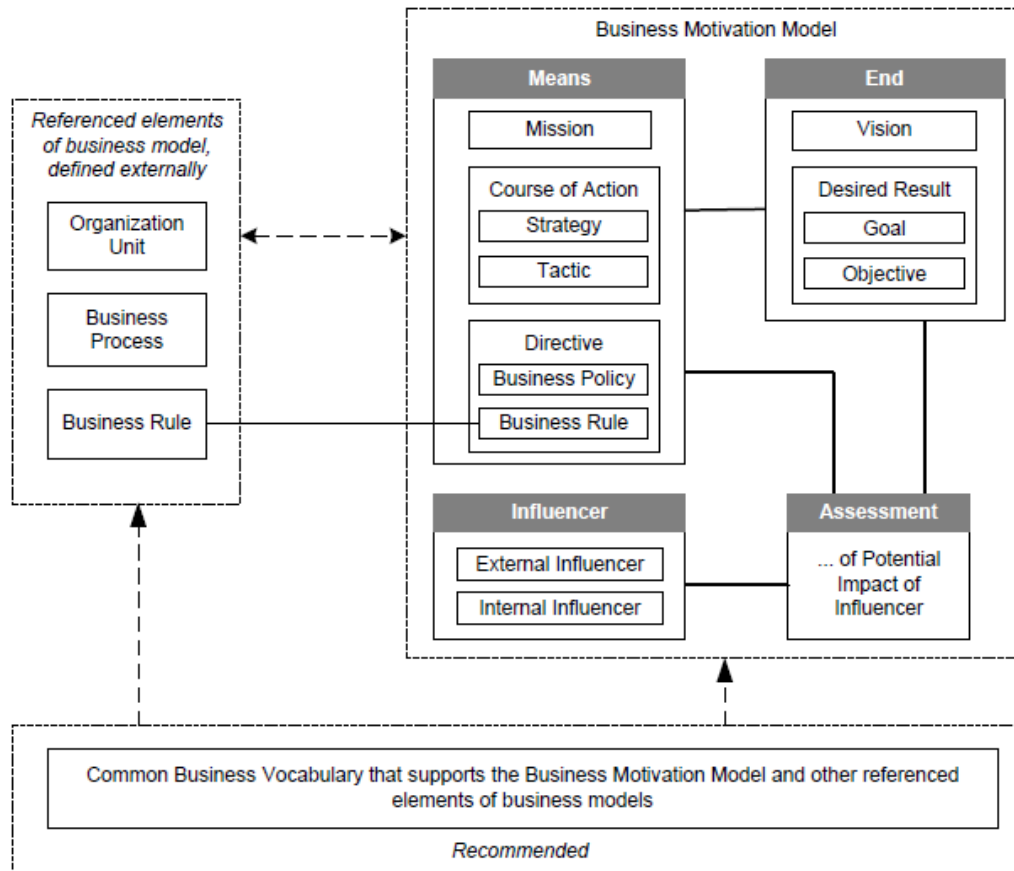 Business Motivation Model
Referenced elements
of business model,
defined externally
Organization
Unit
Business
Process
Business Rule
Means
Mission
Course of Action
Strategy
Tactic
Directive
Business Policy
Business Rule
End
Vision
Desired Result
Goal
Objective
Influencer
External Influencer
Internal Influencer
Assessment
... of Potential
Impact of
Influencer
Common Business Vocabulary that supports the Business Motivation Model and other referenced
elements of business models
Recommended